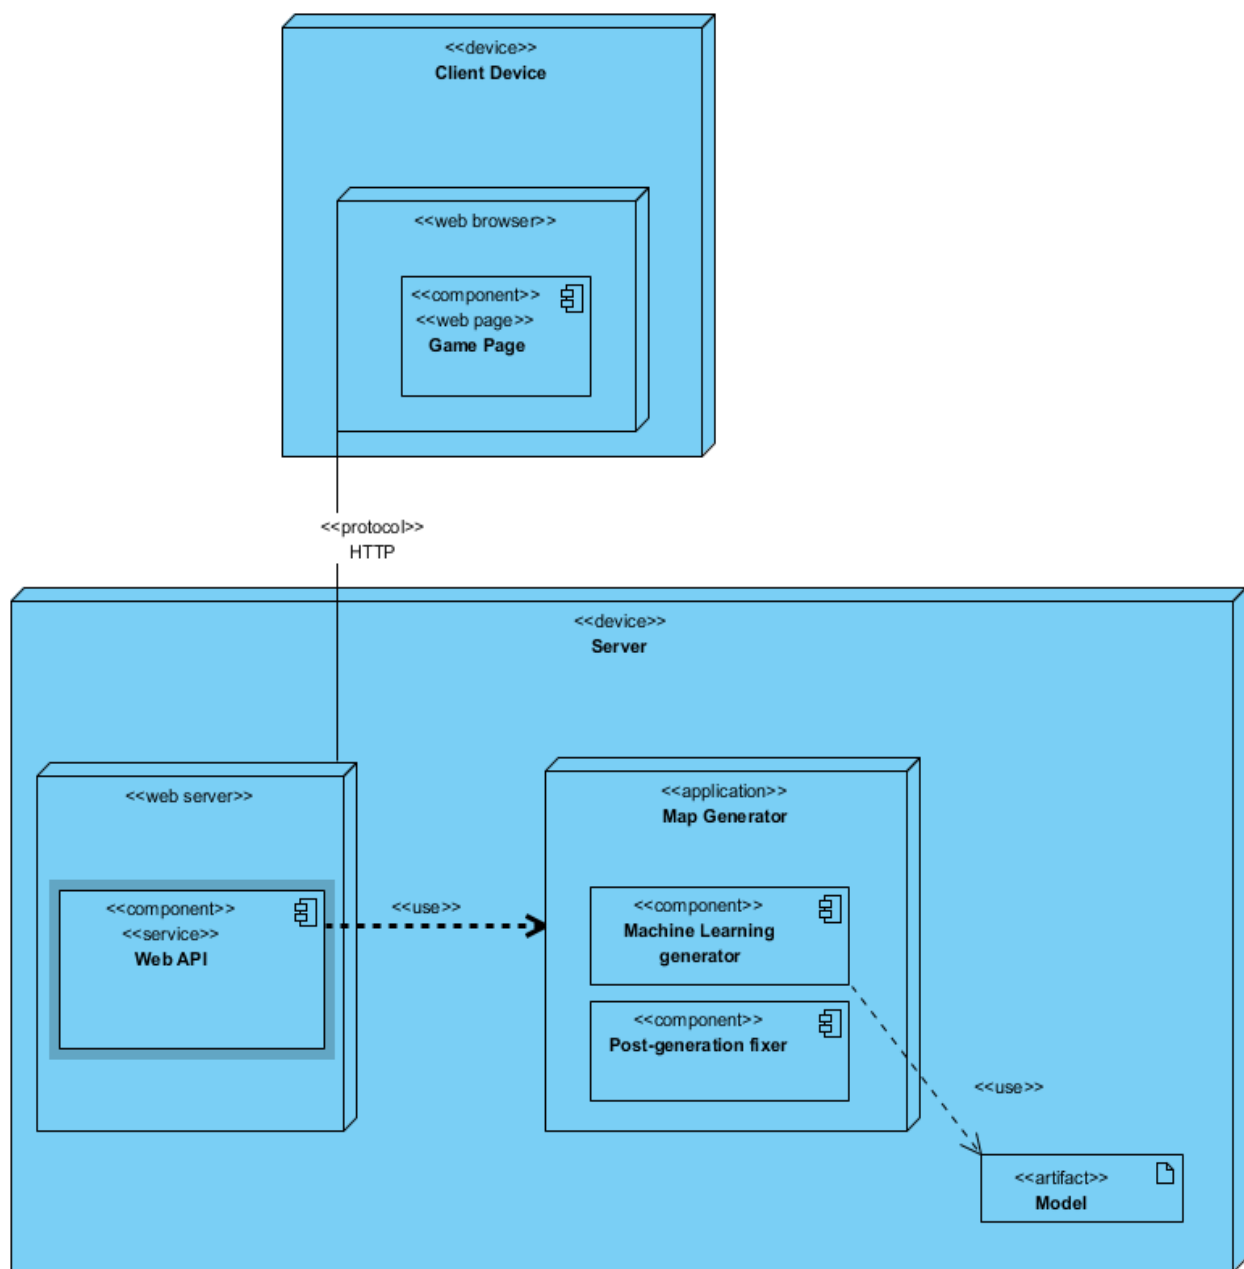 <<device>>
Client Device
<<web browser>>
<<component>>
<<web page>>
Game Page
<<protocol>>
HTTP
<<device>>
Server
<<web server>>
<<component>>
<<service>>
Web API
<<use>>
<<application>>
Map Generator
<<component>>
Machine Learning
generator
<<component>>
Post-generation fixer
<<use>>
<<artifact>>
Model